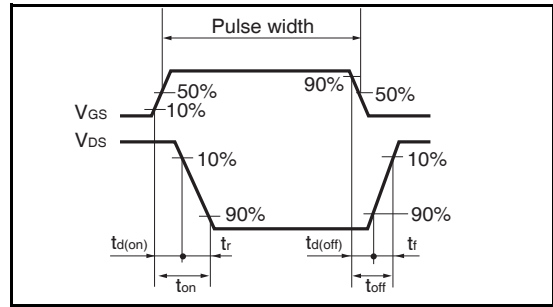 Pulse width
90%
50%
50%
10%
VGS
VDS
10%
10%
90%
90%
td(on)
tr
td(off)
tf
ton
toff